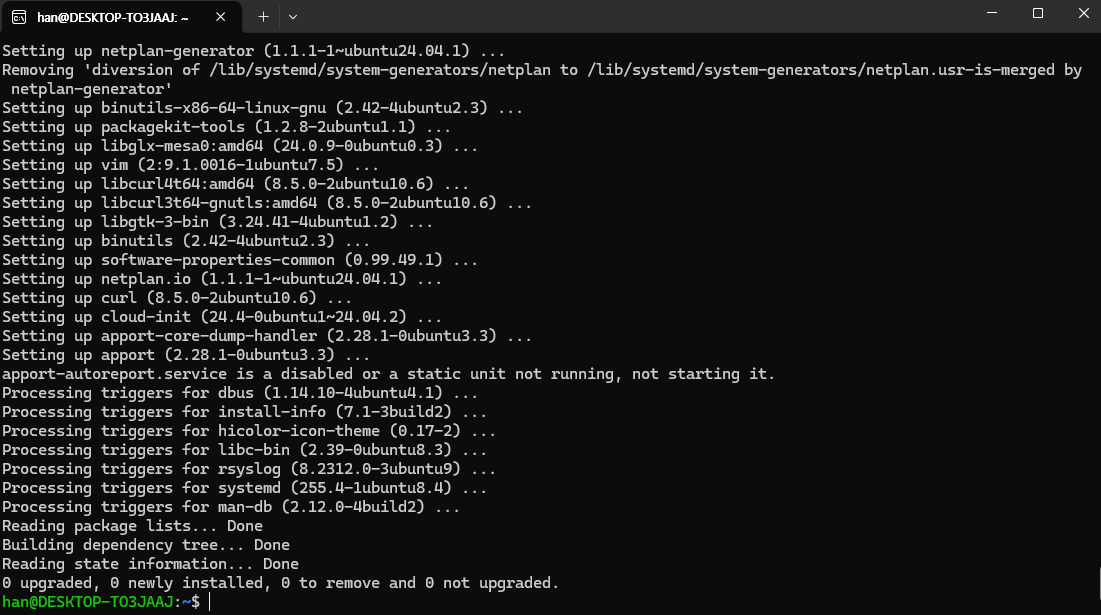 han@DESKTOP-TO3JAAJ: ~
Setting up netplan-generator (1.1.1-1~ubuntu24.04.1) ...
Removing 'diversion of /lib/systemd/system-generators/netplan to /lib/systemd/system-generators/netplan.usr-is-merged by
 netplan-generator'
Setting up binutils-x86-64-linux-gnu (2.42-4ubuntu2.3) ...
Setting up packagekit-tools (1.2.8-2ubuntu1.1) ...
Setting up libglx-mesa0:amd64 (24.0.9-0ubuntu0.3) ...
Setting up vim (2:9.1.0016-1ubuntu7.5) ...
Setting up libcurl4t64:amd64 (8.5.0-2ubuntu10.6) ...
Setting up libcurl3t64-gnutls:amd64 (8.5.0-2ubuntu10.6) ...
Setting up libgtk-3-bin (3.24.41-4ubuntu1.2) ...
Setting up binutils (2.42-4ubuntu2.3) ...
Setting up software-properties-common (0.99.49.1) ...
Setting up netplan.io (1.1.1-1~ubuntu24.04.1) ...
Setting up curl (8.5.0-2ubuntu10.6) ...
Setting up cloud-init (24.4-0ubuntu1~24.04.2) ...
Setting up apport-core-dump-handler (2.28.1-0ubuntu3.3) ...
Setting up apport (2.28.1-0ubuntu3.3) ...
apport-autoreport.service is a disabled or a static unit not running, not starting it.
Processing triggers for dbus (1.14.10-4ubuntu4.1) ...
Processing triggers for install-info (7.1-3build2) ...
Processing triggers for hicolor-icon-theme (0.17-2) ...
Processing triggers for libc-bin (2.39-0ubuntu8.3) ...
Processing triggers for rsyslog (8.2312.0-3ubuntu9) ...
Processing triggers for systemd (255.4-1ubuntu8.4) ...
Processing triggers for man-db (2.12.0-4build2) ...
Reading package lists... Done
Building dependency tree... Done
Reading state information... Done
0 upgraded, 0 newly installed, 0 to remove and 0 not upgraded.
han@DESKTOP-TO3JAAJ:~$